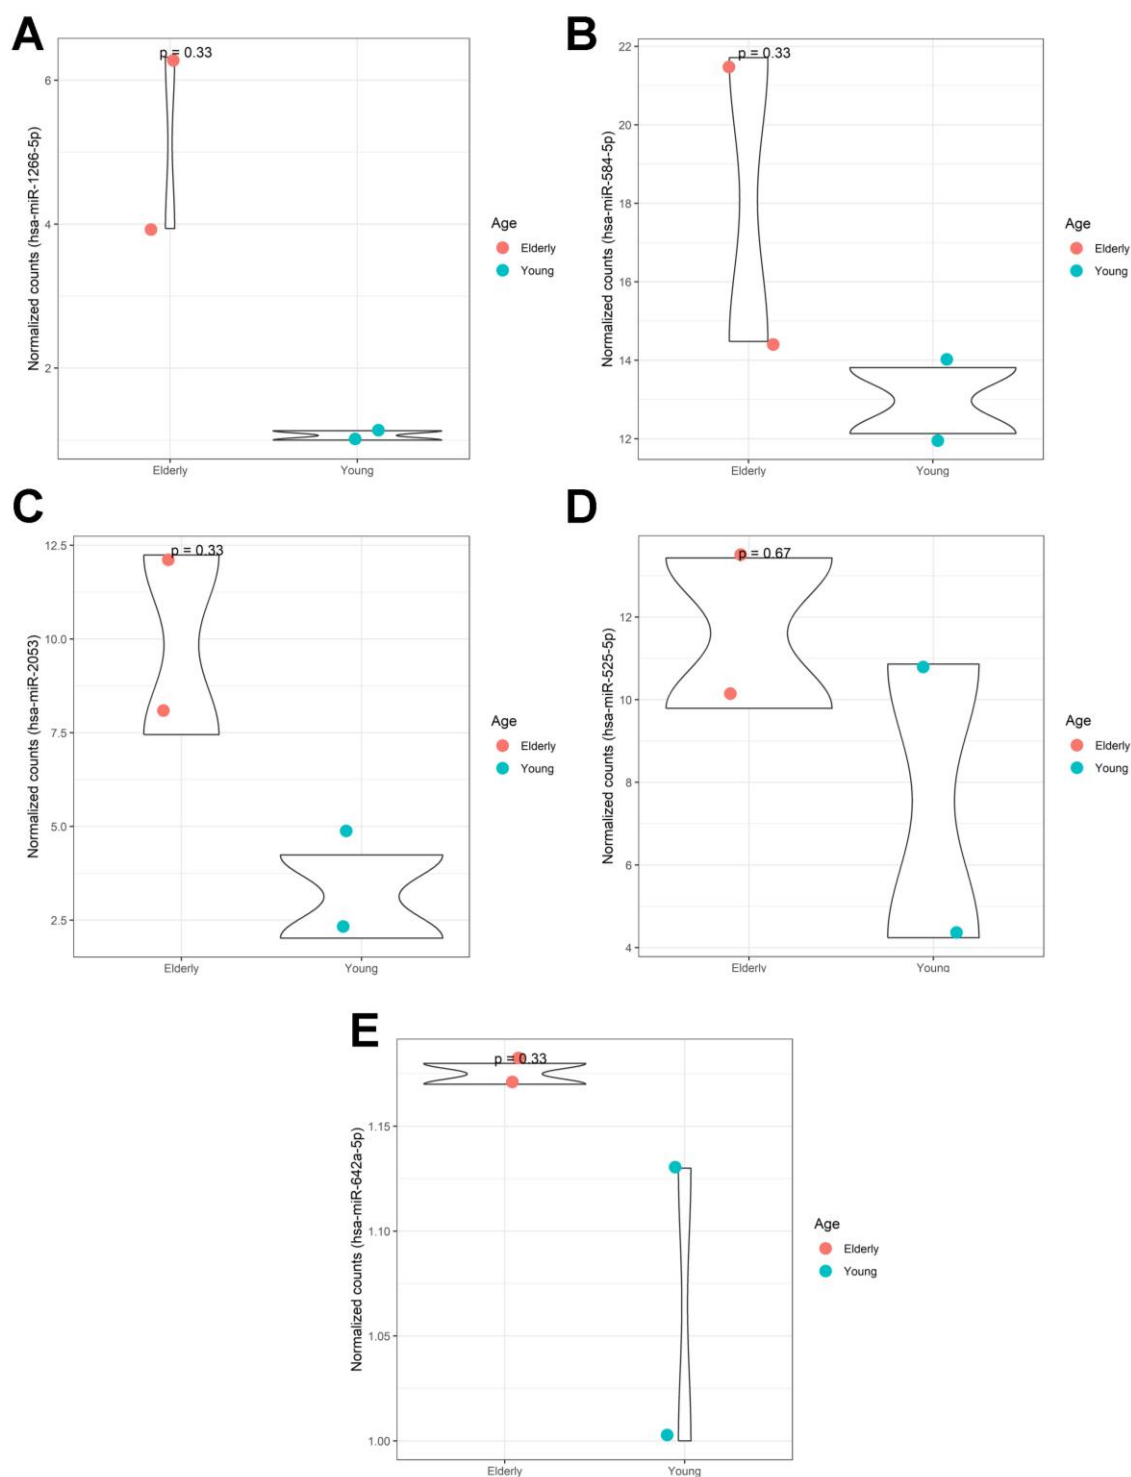 A
p = 0.33
6
4
2
Normalized counts (hsa-miR-1266-5p)
Elderly
Young
Age
Elderly
Young
B
p = 0.33
22
20
18
16
14
12
Normalized counts (hsa-miR-584-5p)
Elderly
Young
Age
Elderly
Young
C
p = 0.33
12.5
10.0
7.5
5.0
2.5
Normalized counts (hsa-miR-2053)
Elderly
Young
Age
Elderly
Young
D
p = 0.67
12
10
8
6
4
Normalized counts (hsa-miR-525-5p)
Elderly
Young
Age
Elderly
Young
E
p = 0.33
1.15
1.10
1.05
1.00
Normalized counts (hsa-miR-642a-5p)
Elderly
Young
Age
Elderly
Young